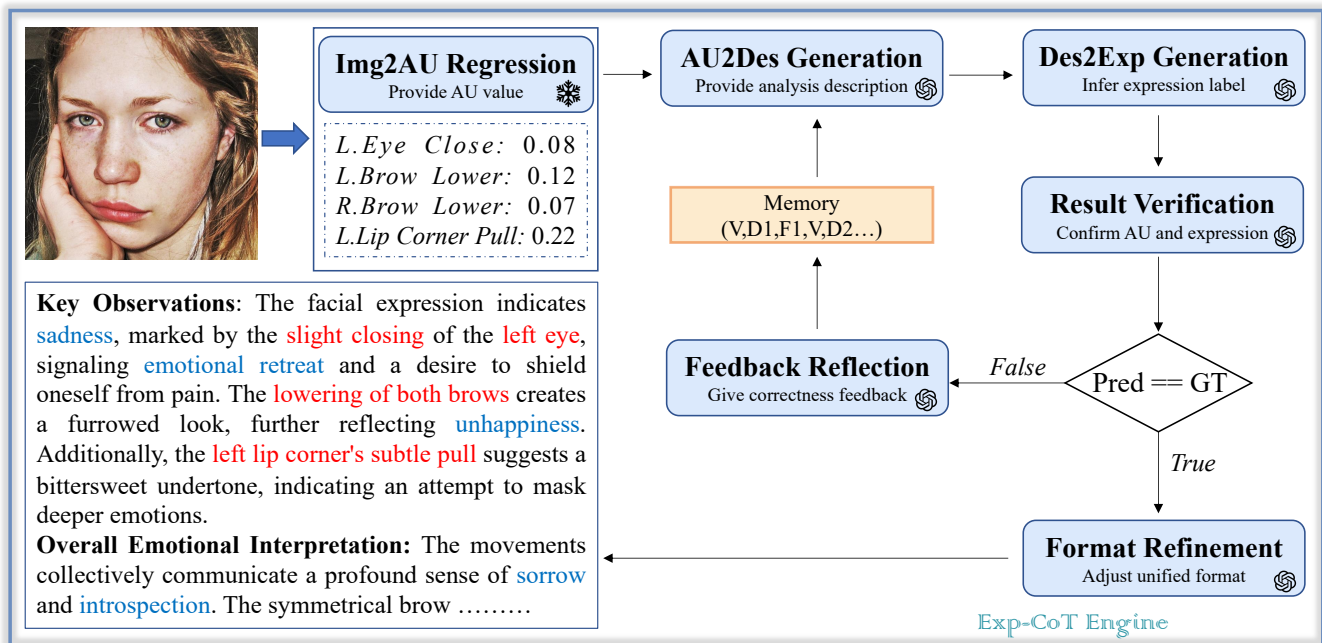 Img2AU Regression
Provide AU value
L.Eye Close: 0.08
L.Brow Lower: 0.12
R.Brow Lower: 0.07
L.Lip Corner Pull: 0.22
AU2Des Generation
Provide analysis description
Des2Exp Generation
Infer expression label
Memory
(V,D1,F1,V,D2…)
Result Verification
Confirm AU and expression
Feedback Reflection
Give correctness feedback
False
Pred == GT
True
Format Refinement
Adjust unified format
Key Observations: The facial expression indicates
sadness, marked by the slight closing of the left eye,
signaling emotional retreat and a desire to shield
oneself from pain. The lowering of both brows creates
a furrowed look, further reflecting unhappiness.
Additionally, the left lip corner's subtle pull suggests a
bittersweet undertone, indicating an attempt to mask
deeper emotions.
Overall Emotional Interpretation: The movements
collectively communicate a profound sense of sorrow
and introspection. The symmetrical brow ………
Exp-CoT Engine